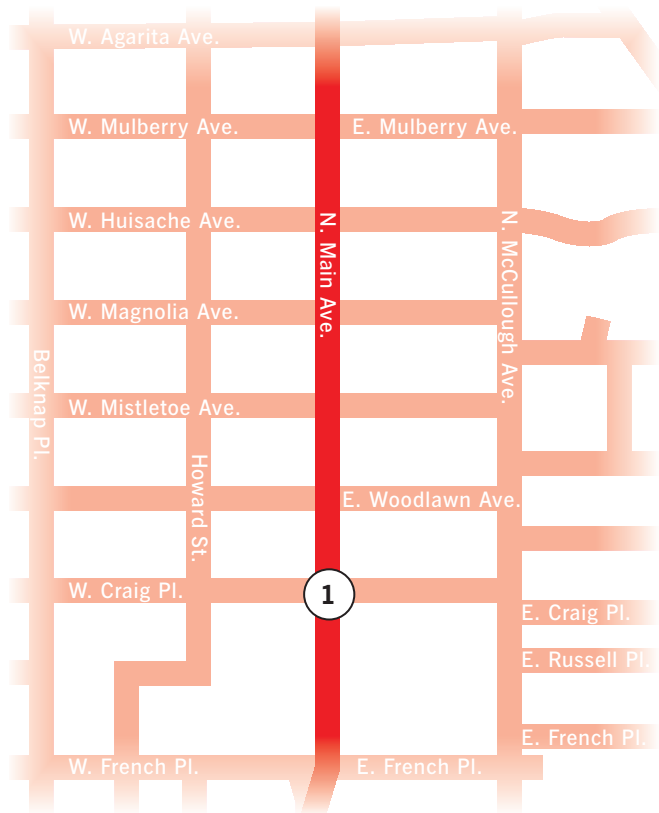 W. Agarita Ave.
W. Mulberry Ave.
E. Mulberry Ave.
W. Huisache Ave.
N. Main Ave.
N. McCullough Ave.
W. Magnolia Ave.
Belknap Pl.
W. Mistletoe Ave.
Howard St.
E. Woodlawn Ave.
W. Craig Pl.
1
E. Craig Pl.
E. Russell Pl.
E. French Pl.
W. French Pl.
E. French Pl.